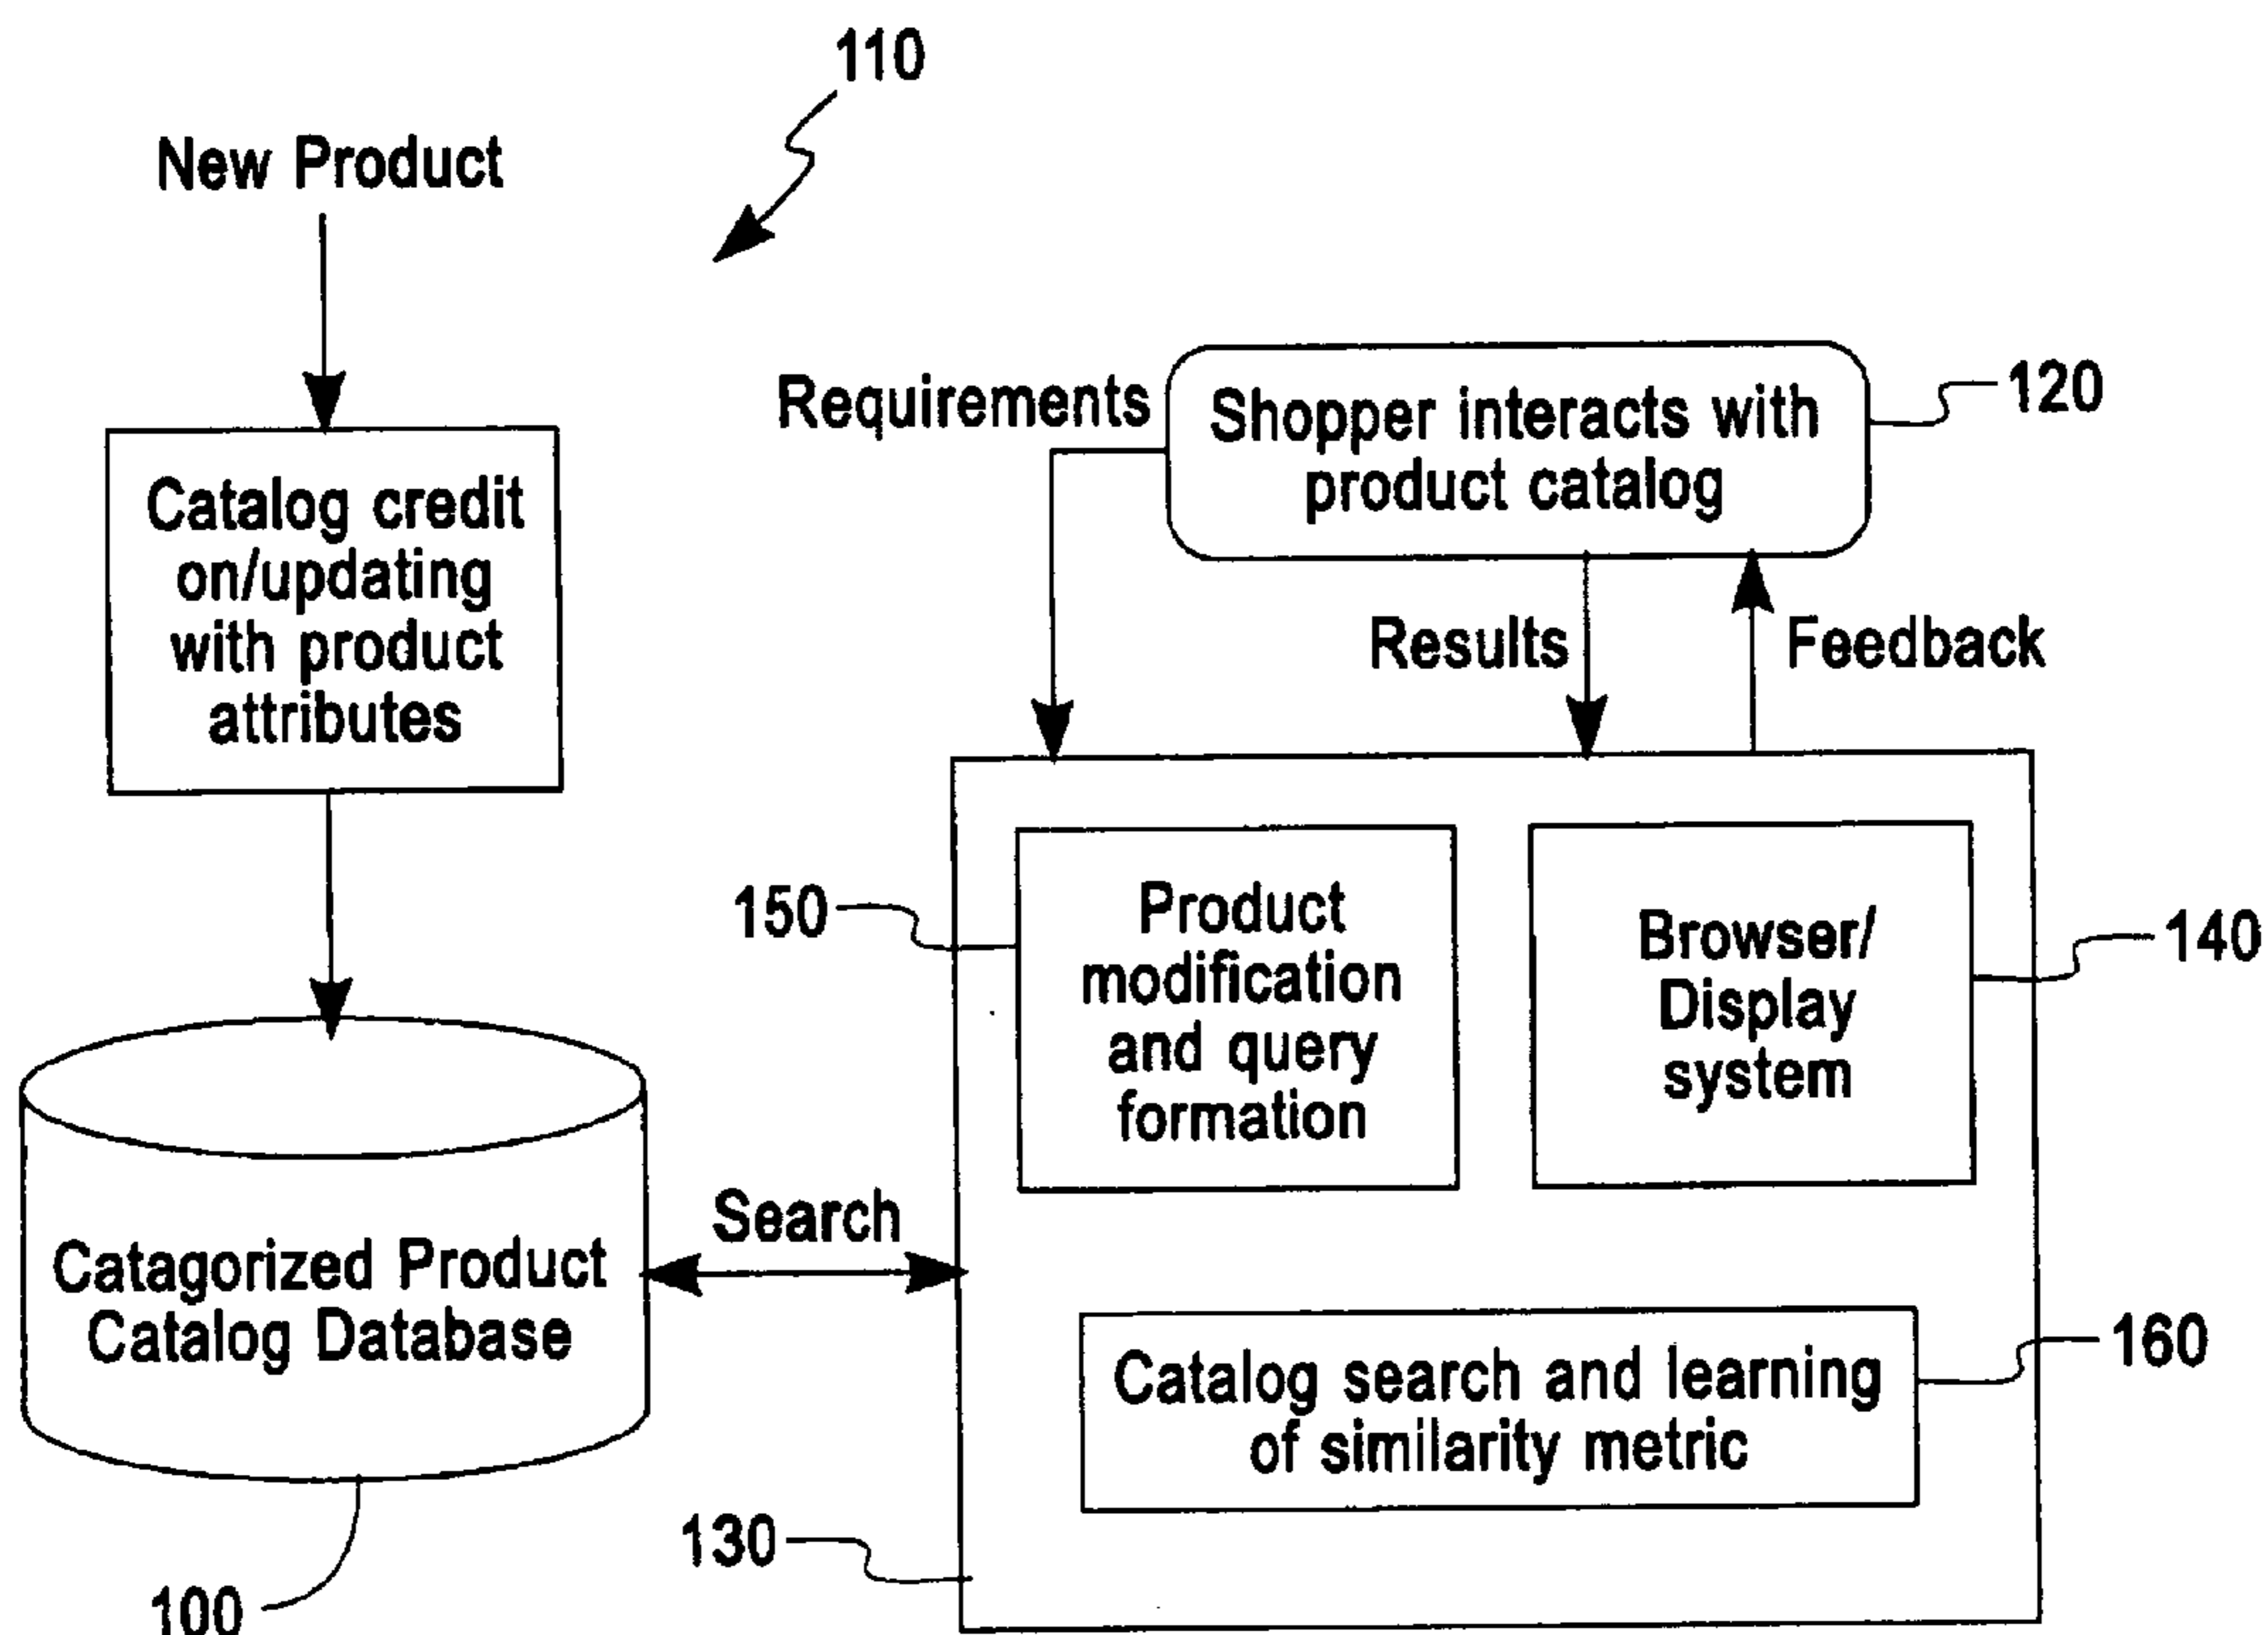 110
New Product
Catalog credit
on/updating
with product
attributes
Requirements
Shopper interacts with
product catalog
120
Results
Feedback
150
Product
modification
and query
formation
Browser/
Display
system
140
Search
Catagorized Product
Catalog Database
Catalog search and learning
of similarity metric
160
130
100